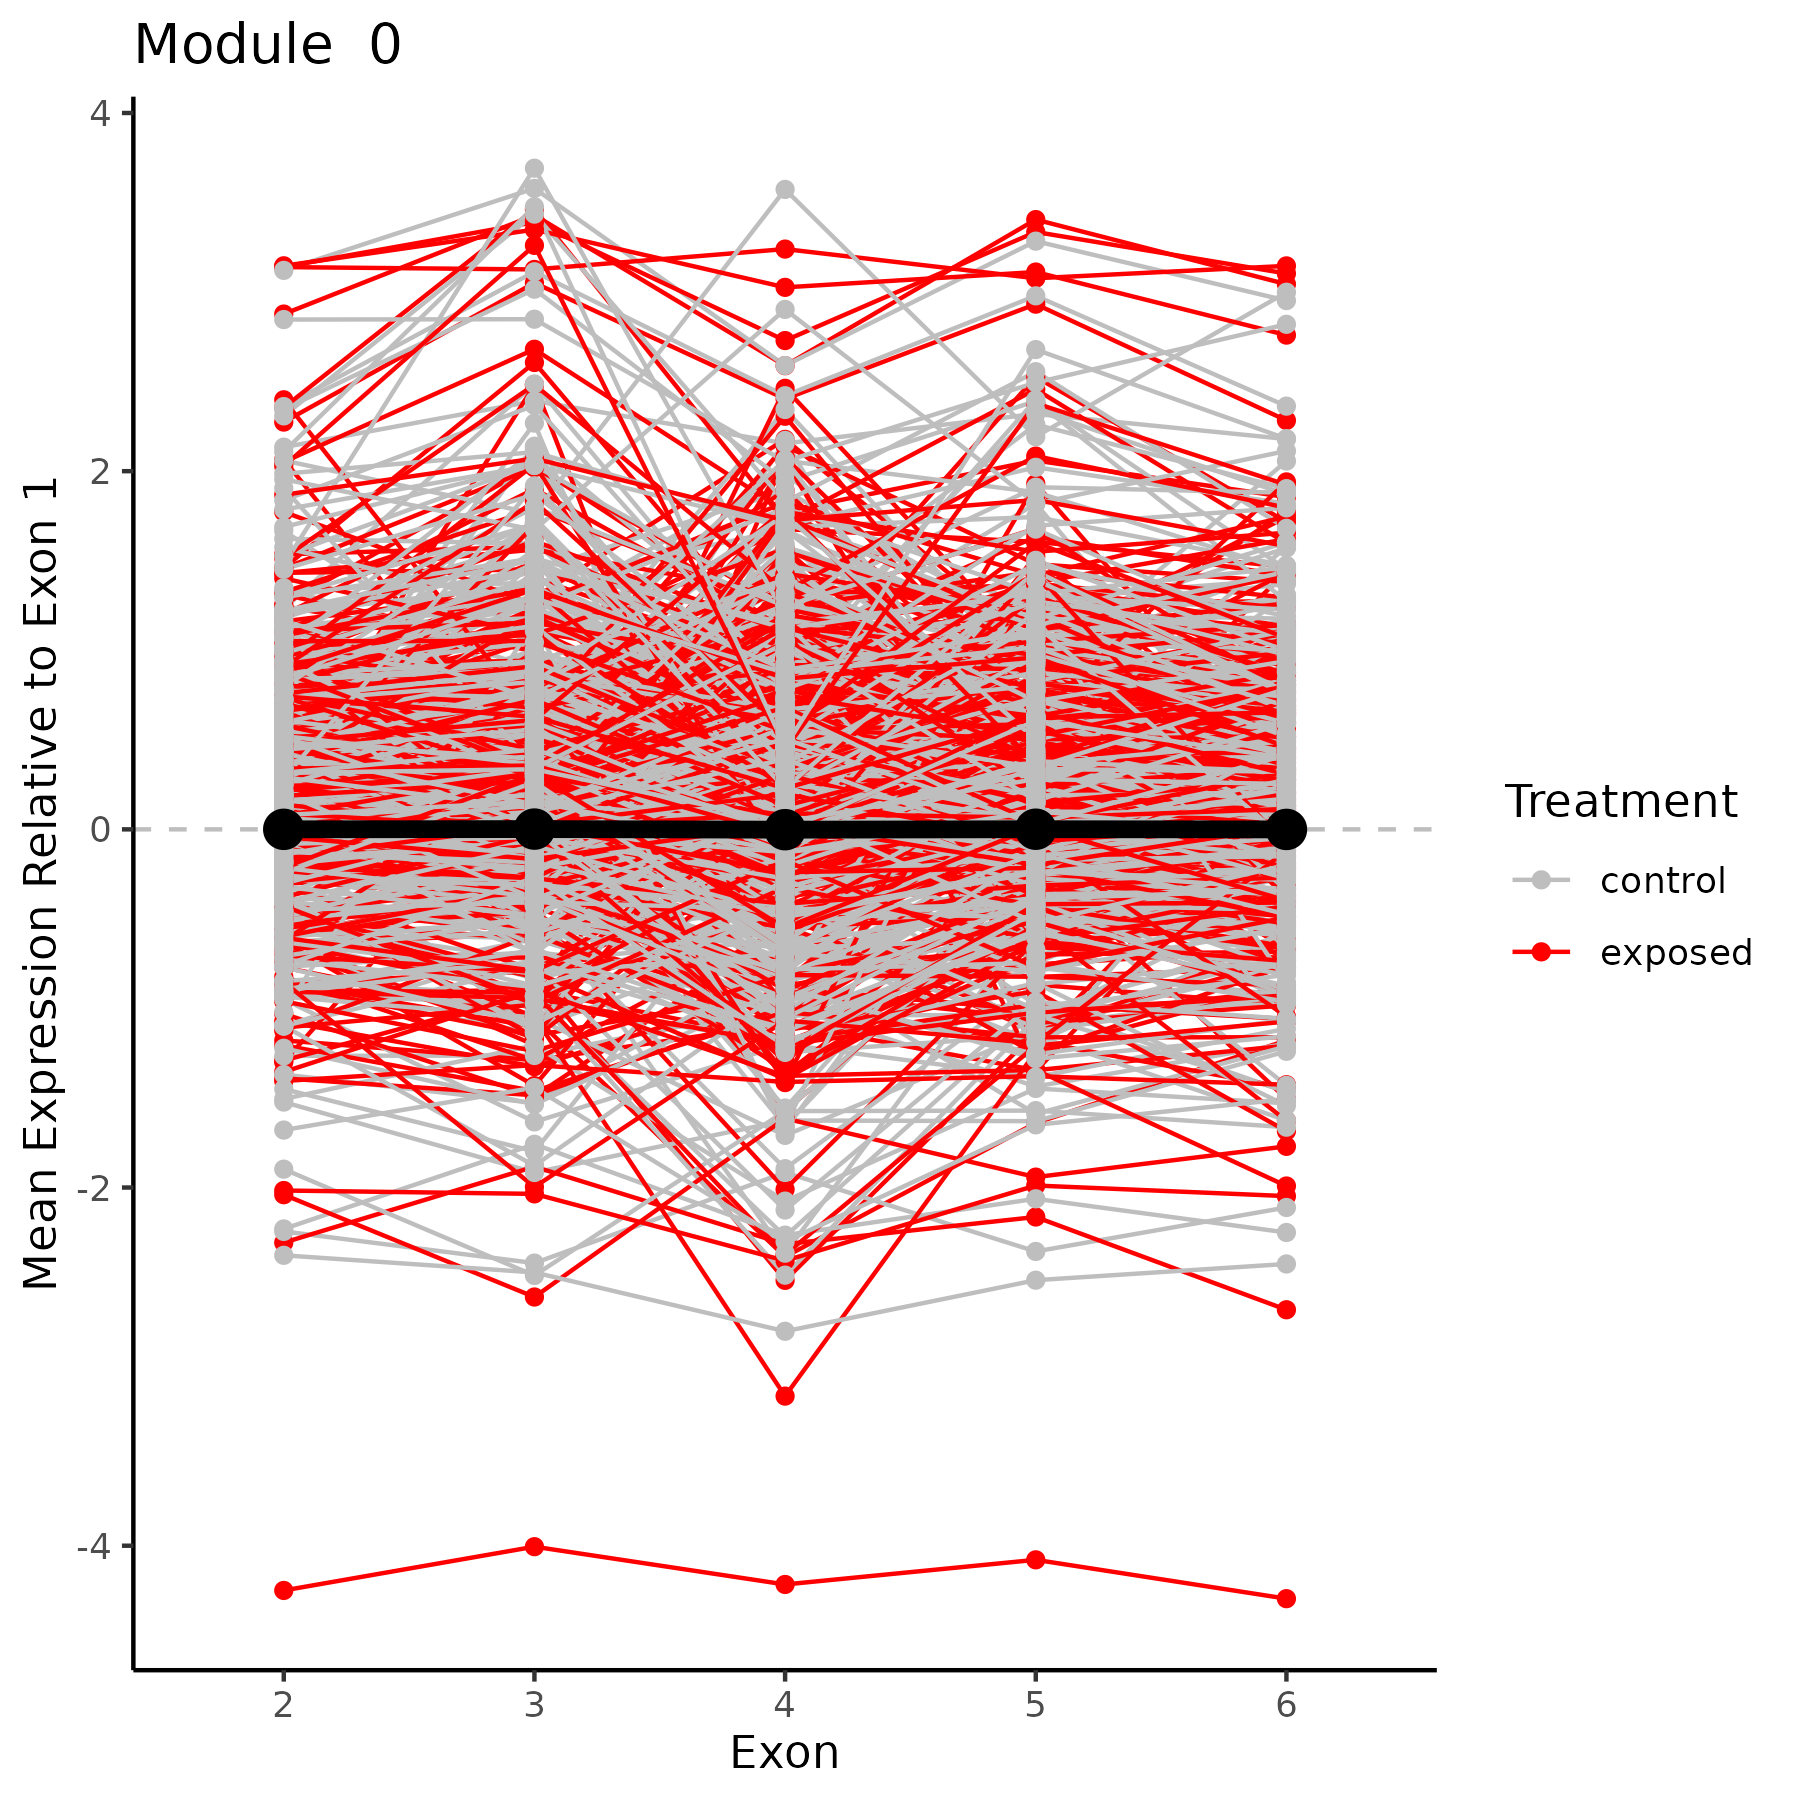 Module 0
Mean Expression Relative to Exon 1
4
2
0
-2
-4
2 3 4 5 6
Exon
Treatment
control
exposed